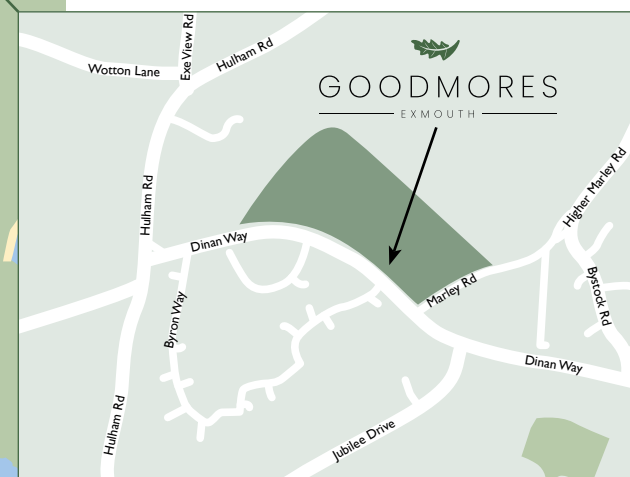 Exe View Rd
Hulham Rd
Wotton Lane
GOODMORES
EXMOUTH
Higher Marley Rd
Hulham Rd
Dinan Way
Marley Rd
Bystock Rd
Byron Way
Dinan Way
Hulham Rd
Jubilee Drive